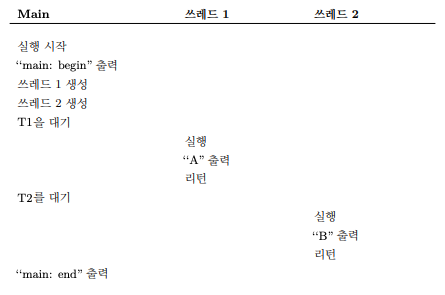 Main 쓰레드 1 쓰레드 2
실행 시작
“main: begin” 출력
쓰레드 1 생성
쓰레드 2 생성
T1을 대기
실행
“A” 출력
리턴
T2를 대기
실행
“B” 출력
리턴
“main: end” 출력